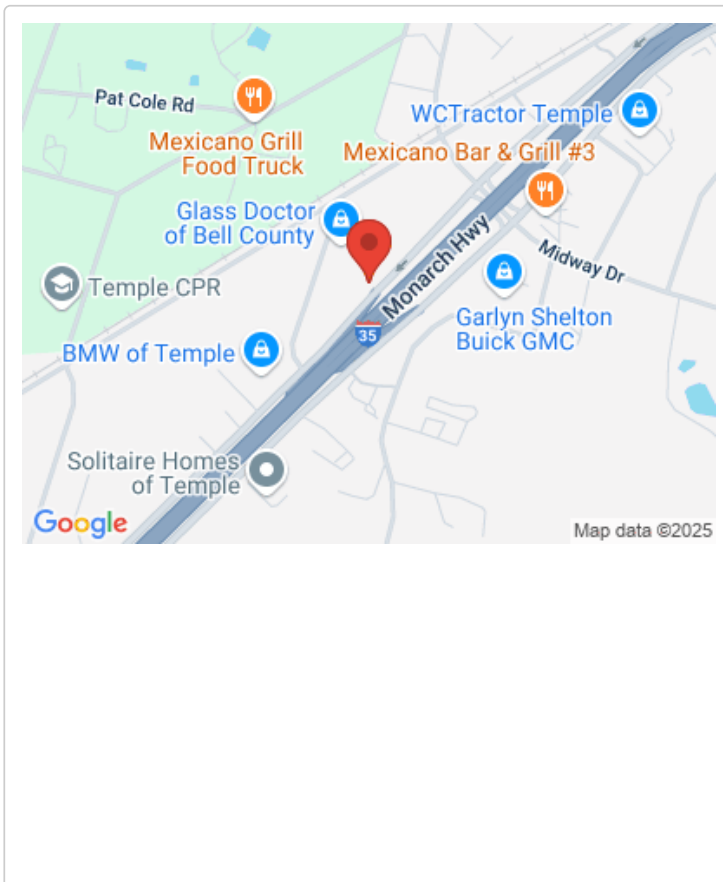 Pat Cole Rd
WCTractor Temple
Mexicano Grill
Food Truck
Mexicano Bar & Grill #3
Glass Doctor
of Bell County
Monarch Hwy
Midway Dr
Temple CPR
Garlyn Shelton
Buick GMC
35
BMW of Temple
Solitaire Homes
of Temple
Google
Map data ©2025